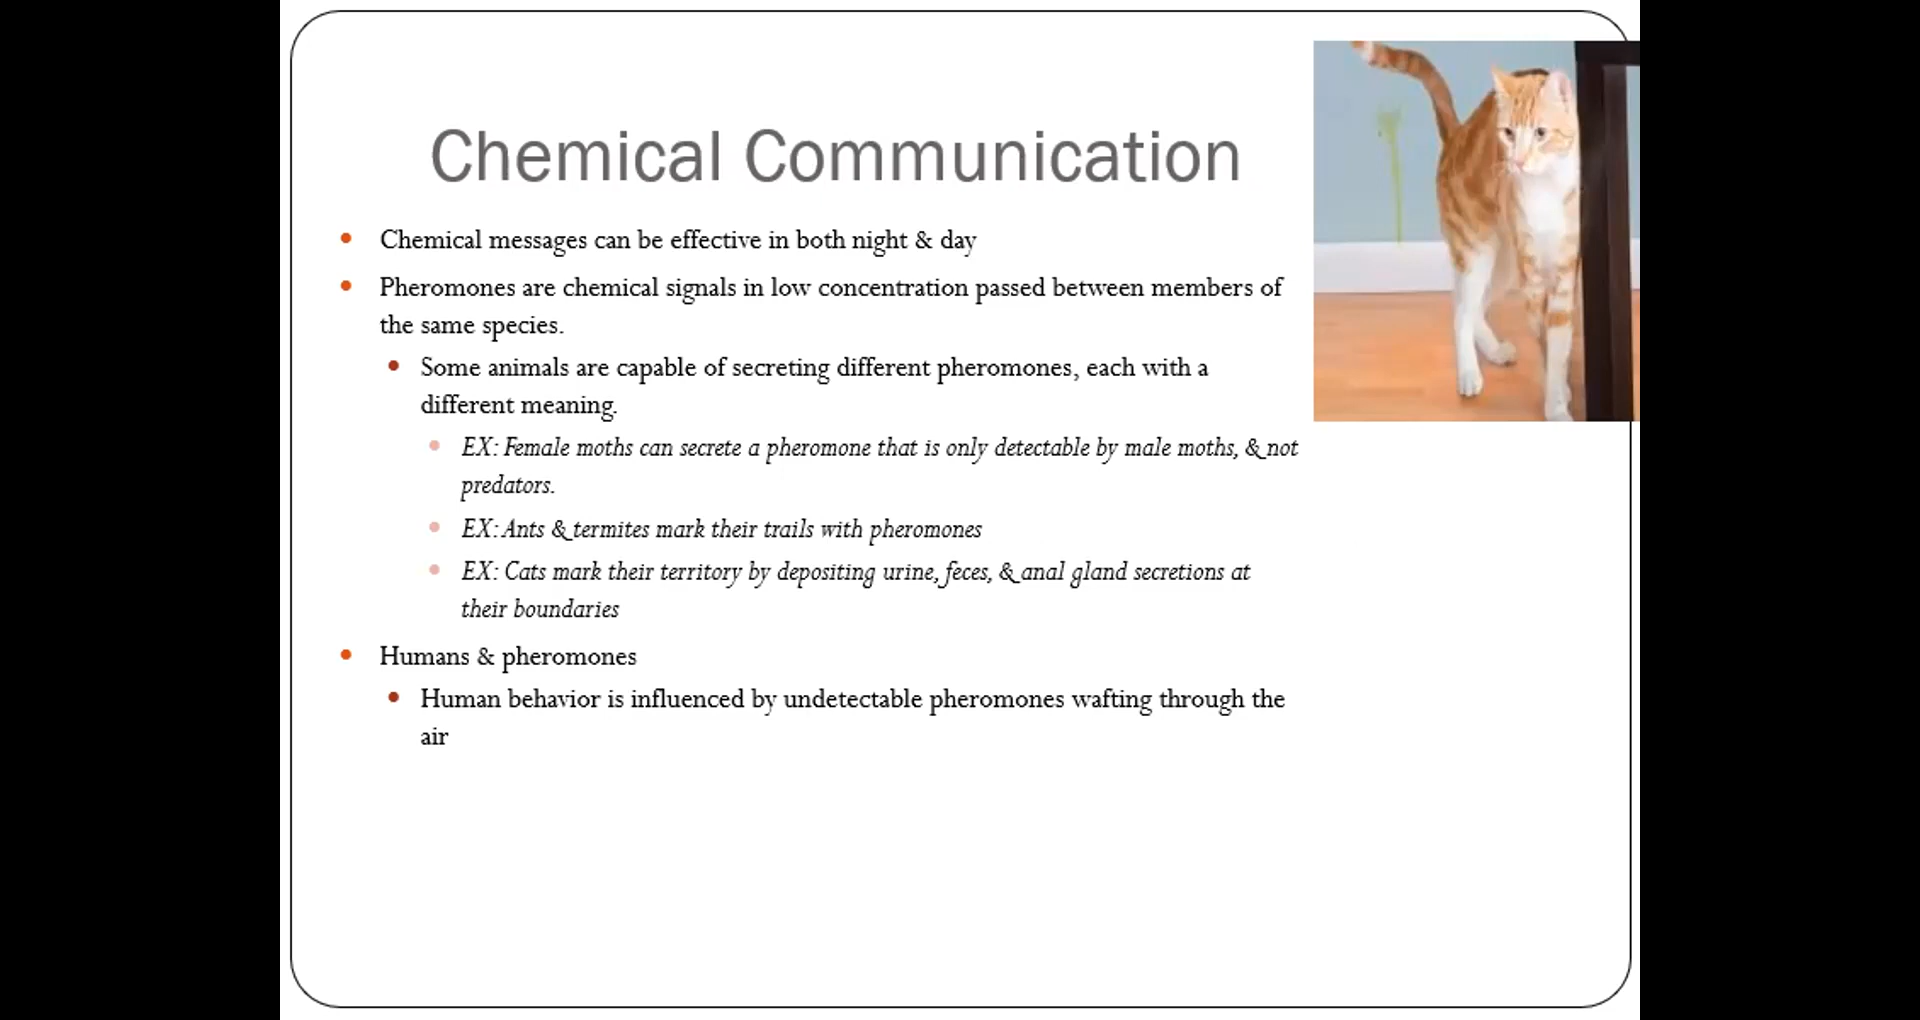 Chemical Communication
Chemical messages can be effective in both night & day
Pheromones are chemical signals in low concentration passed between members of
the same species.
Some animals are capable of secreting different pheromones, each with a
different meaning.
EX: Female moths can secrete a pheromone that is only detectable by male moths, & not
predators.
EX: Ants & termites mark their trails with pheromones
EX: Cats mark their territory by depositing urine, feces, & anal gland secretions at
their boundaries
Humans & pheromones
Human behavior is influenced by undetectable pheromones wafting through the
air